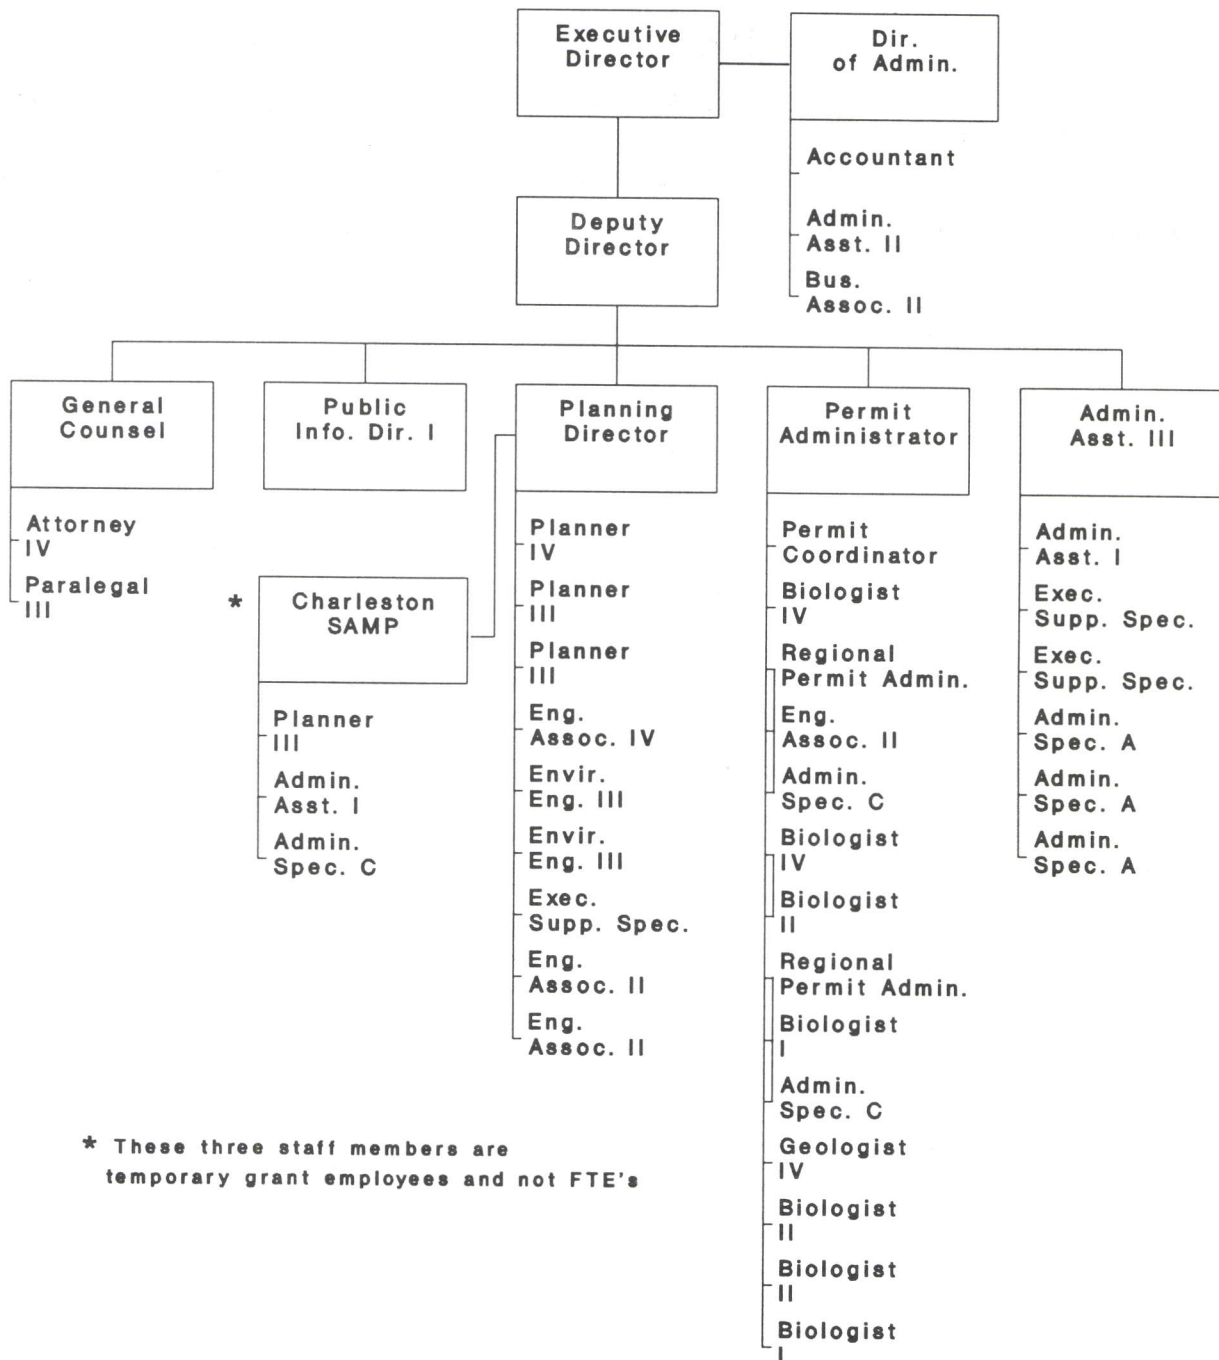 Executive
Director
Dir.
of Admin.
Accountant
Admin.
Asst. II
Bus.
Assoc. II
Deputy
Director
General
Counsel
Attorney
IV
Paralegal
III
Public
Info. Dir. I
Planning
Director
*
Charleston
SAMP
Planner
III
Admin.
Asst. I
Admin.
Spec. C
Planner
IV
Planner
III
Planner
III
Eng.
Assoc. IV
Envir.
Eng. III
Envir.
Eng. III
Exec.
Supp. Spec.
Eng.
Assoc. II
Eng.
Assoc. II
Permit
Administrator
Permit
Coordinator
Biologist
IV
Regional
Permit Admin.
Eng.
Assoc. II
Admin.
Spec. C
Biologist
IV
Biologist
II
Regional
Permit Admin.
Biologist
I
Admin.
Spec. C
Geologist
IV
Biologist
II
Biologist
II
Biologist
I
Admin.
Asst. III
Admin.
Asst. I
Exec.
Supp. Spec.
Exec.
Supp. Spec.
Admin.
Spec. A
Admin.
Spec. A
Admin.
Spec. A
* These three staff members are
temporary grant employees and not FTE's